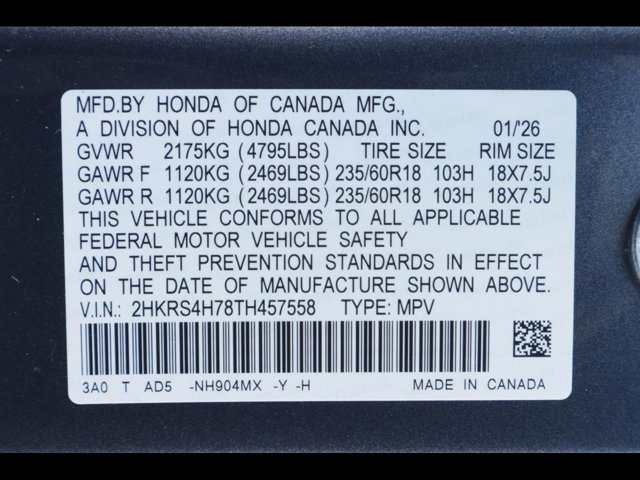 MFD.BY HONDA OF CANADA MFG.,
A DIVISION OF HONDA CANADA INC. 01/'26
GVWR 2175KG (4795LBS) TIRE SIZE RIM SIZE
GAWR F 1120KG (2469LBS) 235/60R18 103H 18X7.5J
GAWR R 1120KG (2469LBS) 235/60R18 103H 18X7.5J
THIS VEHICLE CONFORMS TO ALL APPLICABLE
FEDERAL MOTOR VEHICLE SAFETY
AND THEFT PREVENTION STANDARDS IN EFFECT
ON THE DATE OF MANUFACTURE SHOWN ABOVE.
V.I.N.: 2HKRS4H78TH457558 TYPE: MPV
3A0 T AD5 -NH904MX -Y -H MADE IN CANADA